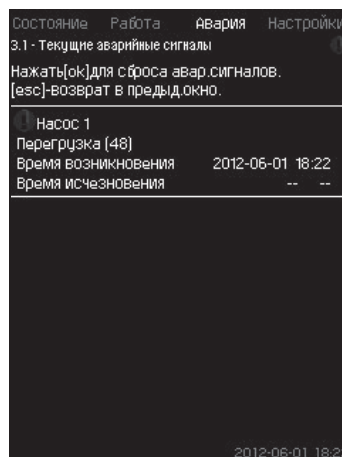 Состояние Работа Авария Настройки
3.1 - Текущие аварийные сигналы
Нажать[ok]для сброса авар.сигналов.
[esc]-возврат в предыд.окно.
Насос 1
Перегрузка (48)
Время возникновения 2012-06-01 18:22
Время исчезновения -- --
2012-06-01 18:2